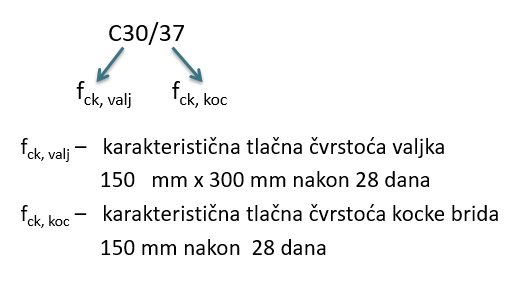 C30/37
fck, valj fck, koc
fck, valj – karakteristična tlačna čvrstoća valjka
150 mm x 300 mm nakon 28 dana
fck, koc – karakteristična tlačna čvrstoća kocke brida
150 mm nakon 28 dana